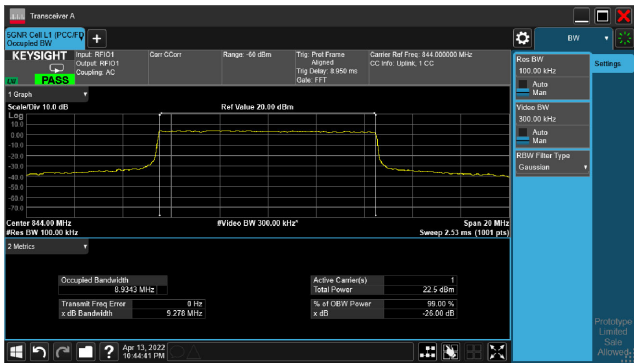 Transceiver A
5GNR Cell L1 (PCC/FD
Occupied BW
+
BW
KEYSIGHT
LV
PASS
Input: RFIO1
Output: RFIO1
Coupling: AC
Corr CCorr
Range: -60 dBm
Trig: Prd Frame
Aligned
Trig Delay: 8.950 ms
Gate: FFT
Carrier Ref Freq: 844.000000 MHz
CC Info: Uplink, 1 CC
Res BW
100.00 kHz
Auto
Man
Settings
Video BW
300.00 kHz
Auto
Man
RBW Filter Type
Gaussian
1 Graph
Scale/Div 10.0 dB
Ref Value 20.00 dBm
Log
10.0
0.00
-10.0
-20.0
-30.0
-40.0
-50.0
-60.0
-70.0
Center 844.00 MHz
#Video BW 300.00 kHz*
Span 20 MHz
#Res BW 100.00 kHz
Sweep 2.53 ms (1001 pts)
2 Metrics
Occupied Bandwidth
8.9343 MHz
Transmit Freq Error 0 Hz
x dB Bandwidth 9.278 MHz
Active Carrier(s) 1
Total Power 22.5 dBm
% of OBW Power 99.00 %
x dB -26.00 dB
Prototype
Limited
Sale
Allowed
?
Apr 13, 2022
10:44:41 PM